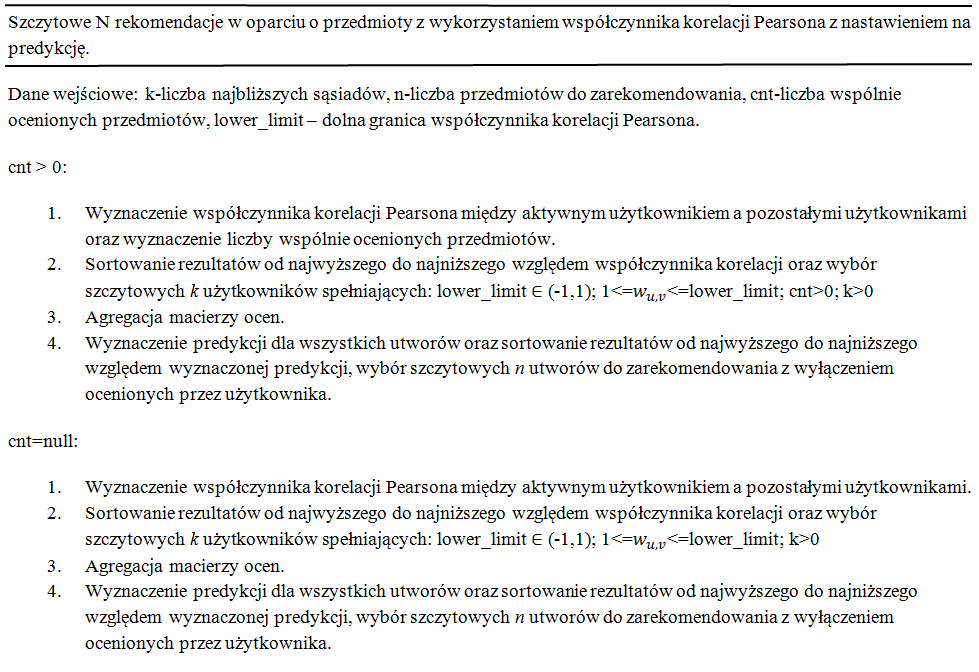 Szczytowe N rekomendacje w oparciu o przedmioty z wykorzystaniem współczynnika korelacji Pearsona z nastawieniem na
predykcję.
Dane wejściowe: k-liczba najbliższych sąsiadów, n-liczba przedmiotów do zarekomendowania, cnt-liczba wspólnie
ocenionych przedmiotów, lower_limit – dolna granica współczynnika korelacji Pearsona.
cnt > 0:
1. Wyznaczenie współczynnika korelacji Pearsona między aktywnym użytkownikiem a pozostałymi użytkownikami
oraz wyznaczenie liczby wspólnie ocenionych przedmiotów.
2. Sortowanie rezultatów od najwyższego do najniższego względem współczynnika korelacji oraz wybór
szczytowych k użytkowników spełniających: lower_limit ∈ (-1,1); 1<=w_{u,v}<=lower_limit; cnt>0; k>0
3. Agregacja macierzy ocen.
4. Wyznaczenie predykcji dla wszystkich utworów oraz sortowanie rezultatów od najwyższego do najniższego
względem wyznaczonej predykcji, wybór szczytowych n utworów do zarekomendowania z wyłączeniem
ocenionych przez użytkownika.
cnt=null:
1. Wyznaczenie współczynnika korelacji Pearsona między aktywnym użytkownikiem a pozostałymi użytkownikami.
2. Sortowanie rezultatów od najwyższego do najniższego względem współczynnika korelacji oraz wybór
szczytowych k użytkowników spełniających: lower_limit ∈ (-1,1); 1<=w_{u,v}<=lower_limit; k>0
3. Agregacja macierzy ocen.
4. Wyznaczenie predykcji dla wszystkich utworów oraz sortowanie rezultatów od najwyższego do najniższego
względem wyznaczonej predykcji, wybór szczytowych n utworów do zarekomendowania z wyłączeniem
ocenionych przez użytkownika.